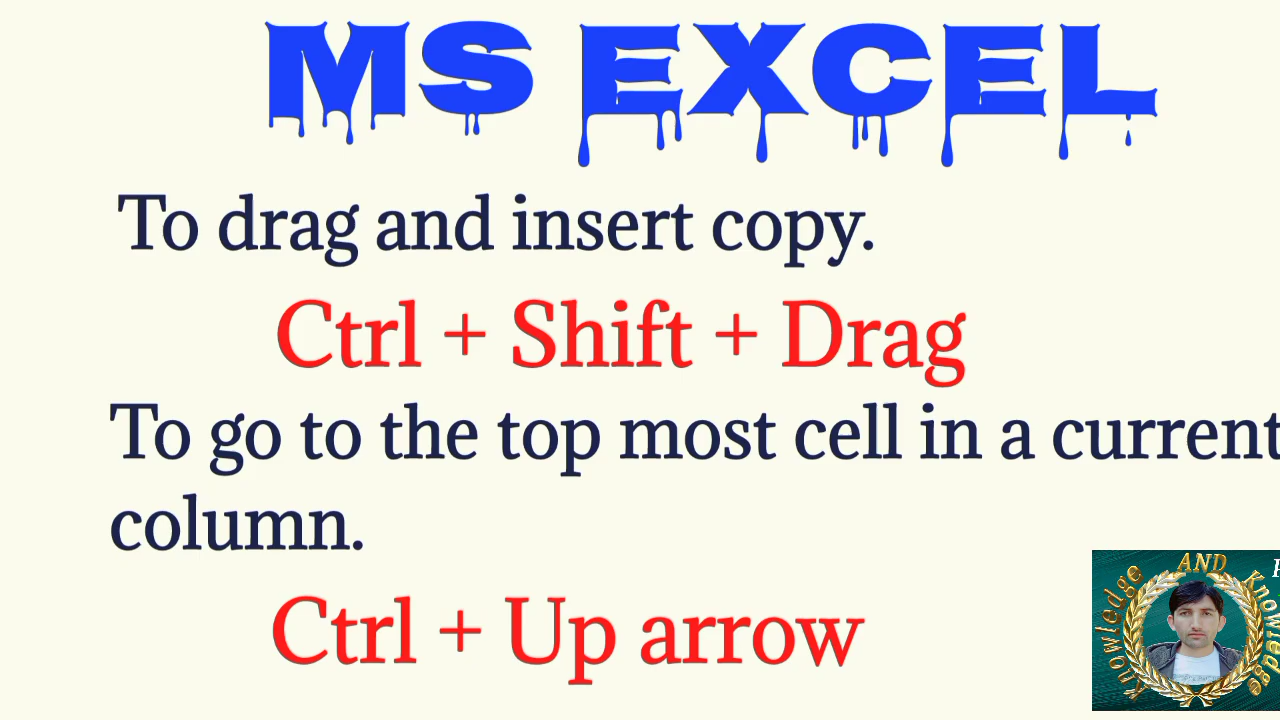 MS EXCEL
To drag and insert copy.
Ctrl + Shift + Drag
To go to the top most cell in a current
column.
Ctrl + Up arrow
Knowledge AND Knowledge